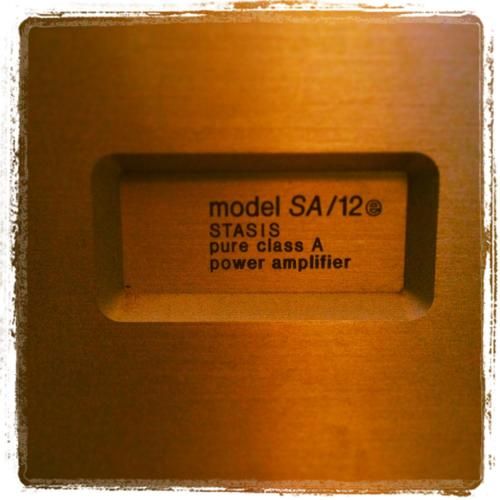 model SA/12e
STASIS
pure class A
power amplifier